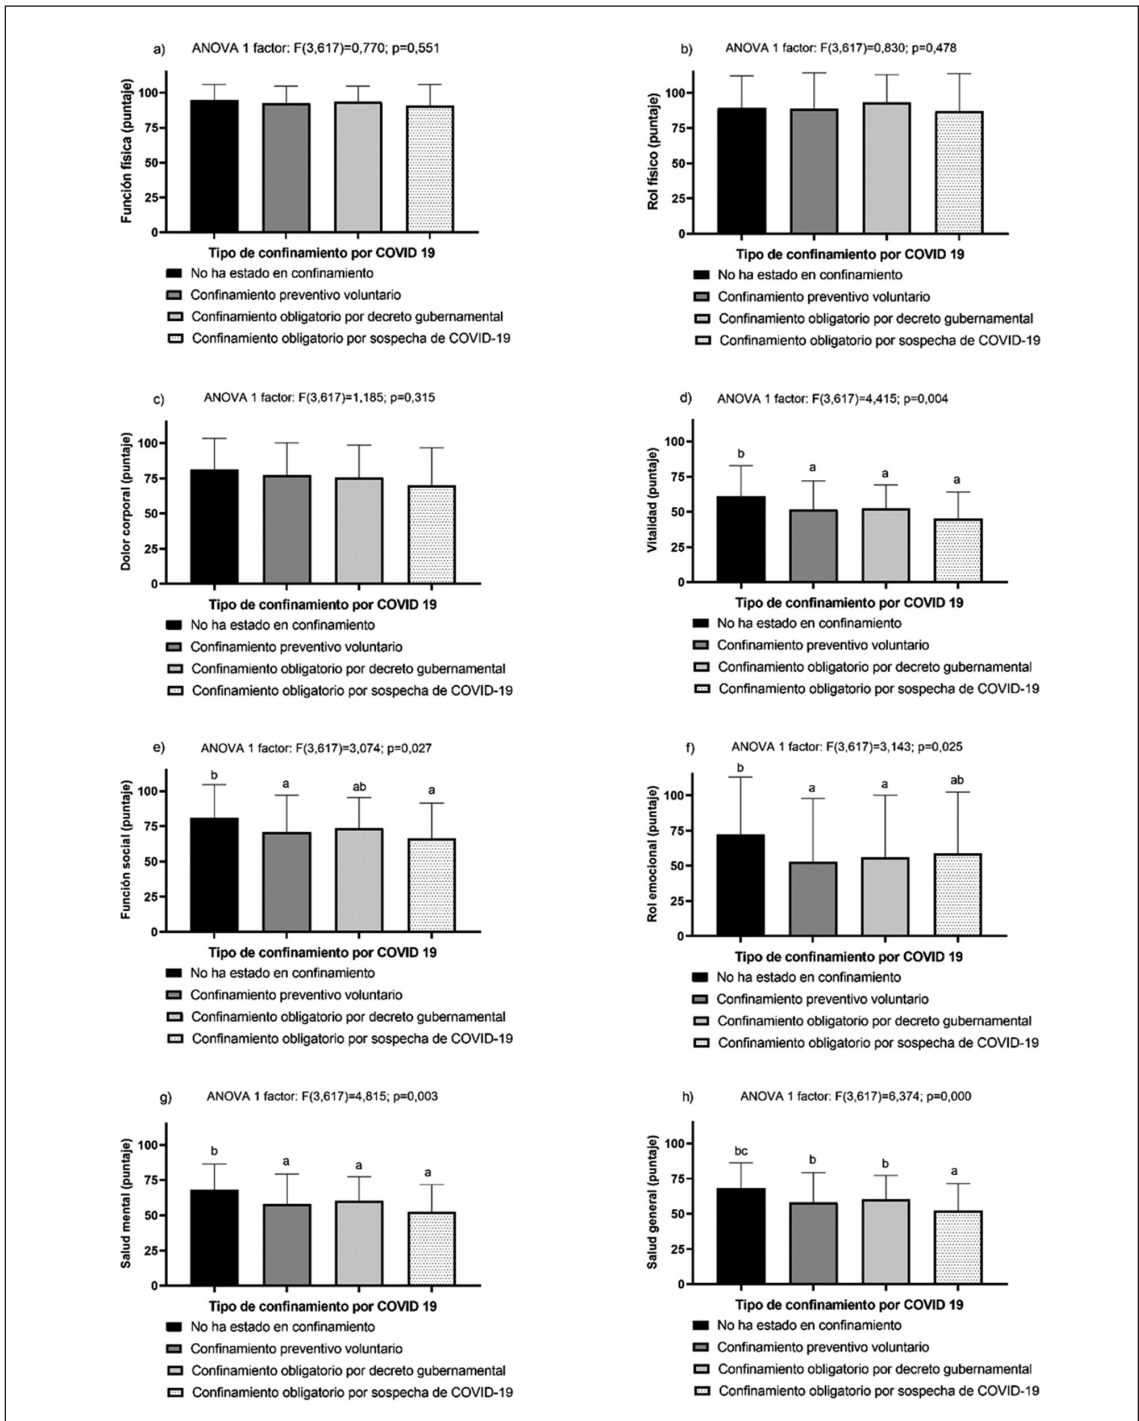 a) ANOVA 1 factor: F(3,617)=0,770; p=0,551
Función física (puntaje)
100
75
50
25
0
Tipo de confinamiento por COVID 19
No ha estado en confinamiento
Confinamiento preventivo voluntario
Confinamiento obligatorio por decreto gubernamental
Confinamiento obligatorio por sospecha de COVID-19
b) ANOVA 1 factor: F(3,617)=0,830; p=0,478
Rol físico (puntaje)
100
75
50
25
0
Tipo de confinamiento por COVID 19
No ha estado en confinamiento
Confinamiento preventivo voluntario
Confinamiento obligatorio por decreto gubernamental
Confinamiento obligatorio por sospecha de COVID-19
c) ANOVA 1 factor: F(3,617)=1,185; p=0,315
Dolor corporal (puntaje)
100
75
50
25
0
Tipo de confinamiento por COVID 19
No ha estado en confinamiento
Confinamiento preventivo voluntario
Confinamiento obligatorio por decreto gubernamental
Confinamiento obligatorio por sospecha de COVID-19
d) ANOVA 1 factor: F(3,617)=4,415; p=0,004
Vitalidad (puntaje)
100
75
50
25
0
b a a a
Tipo de confinamiento por COVID 19
No ha estado en confinamiento
Confinamiento preventivo voluntario
Confinamiento obligatorio por decreto gubernamental
Confinamiento obligatorio por sospecha de COVID-19
e) ANOVA 1 factor: F(3,617)=3,074; p=0,027
Función social (puntaje)
100
75
50
25
0
b a ab a
Tipo de confinamiento por COVID 19
No ha estado en confinamiento
Confinamiento preventivo voluntario
Confinamiento obligatorio por decreto gubernamental
Confinamiento obligatorio por sospecha de COVID-19
f) ANOVA 1 factor: F(3,617)=3,143; p=0,025
Rol emocional (puntaje)
100
75
50
25
0
b a a ab
Tipo de confinamiento por COVID 19
No ha estado en confinamiento
Confinamiento preventivo voluntario
Confinamiento obligatorio por decreto gubernamental
Confinamiento obligatorio por sospecha de COVID-19
g) ANOVA 1 factor: F(3,617)=4,815; p=0,003
Salud mental (puntaje)
100
75
50
25
0
b a a a
Tipo de confinamiento por COVID 19
No ha estado en confinamiento
Confinamiento preventivo voluntario
Confinamiento obligatorio por decreto gubernamental
Confinamiento obligatorio por sospecha de COVID-19
h) ANOVA 1 factor: F(3,617)=6,374; p=0,000
Salud general (puntaje)
100
75
50
25
0
bc b b a
Tipo de confinamiento por COVID 19
No ha estado en confinamiento
Confinamiento preventivo voluntario
Confinamiento obligatorio por decreto gubernamental
Confinamiento obligatorio por sospecha de COVID-19